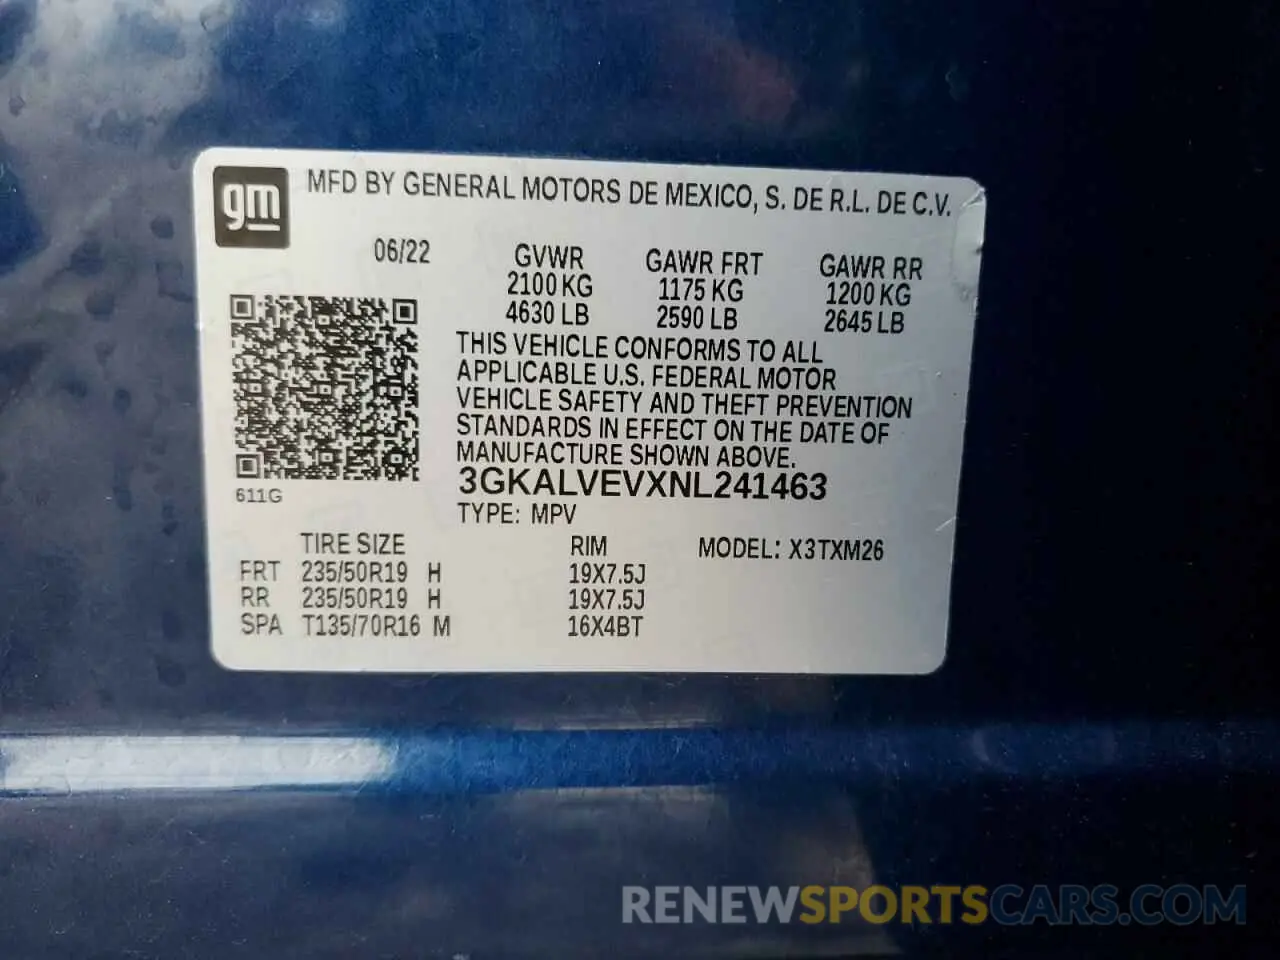 gm
MFD BY GENERAL MOTORS DE MEXICO, S. DE R.L. DE C.V.
06/22 GVWR GAWR FRT GAWR RR
2100 KG 1175 KG 1200 KG
4630 LB 2590 LB 2645 LB
THIS VEHICLE CONFORMS TO ALL
APPLICABLE U.S. FEDERAL MOTOR
VEHICLE SAFETY AND THEFT PREVENTION
STANDARDS IN EFFECT ON THE DATE OF
MANUFACTURE SHOWN ABOVE.
3GKALVEVXNL241463
611G
TYPE: MPV
TIRE SIZE RIM MODEL: X3TXM26
FRT 235/50R19 H 19X7.5J
RR 235/50R19 H 19X7.5J
SPA T135/70R16 M 16X4BT
RENEWSPORTSCARS.COM